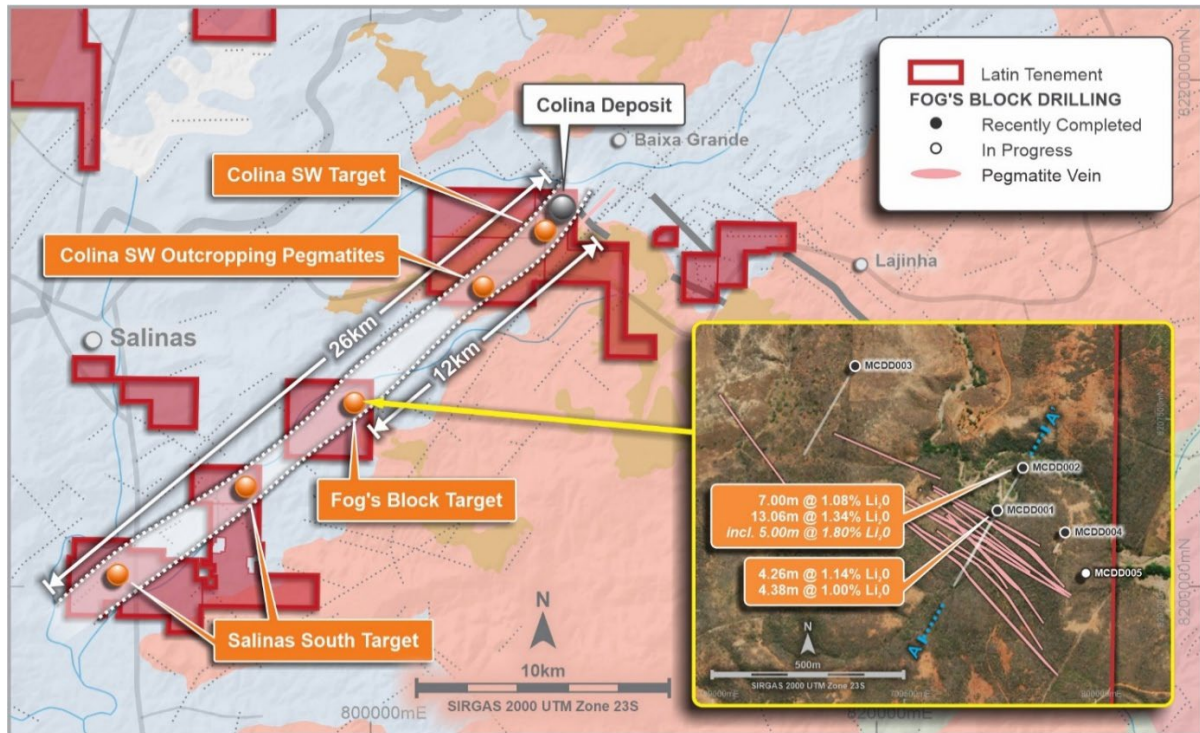 Latin Tenement
FOG'S BLOCK DRILLING
Recently Completed
In Progress
Pegmatite Vein
8220000mN
Colina Deposit
Baixa Grande
Colina SW Target
Colina SW Outcropping Pegmatites
Lajinha
Salinas
26km
12km
MCDD003
MCDD002
7.00m @ 1.08% Li₂0
13.06m @ 1.34% Li₂0
incl. 5.00m @ 1.80% Li₂0
MCDD001
MCDD004
4.26m @ 1.14% Li₂0
4.38m @ 1.00% Li₂0
MCDD005
A'
A
N
500m
SIRGAS 2000 UTM Zone 23S
Fog's Block Target
Salinas South Target
N
10km
SIRGAS 2000 UTM Zone 23S
800000mE
820000mE
8200000mN